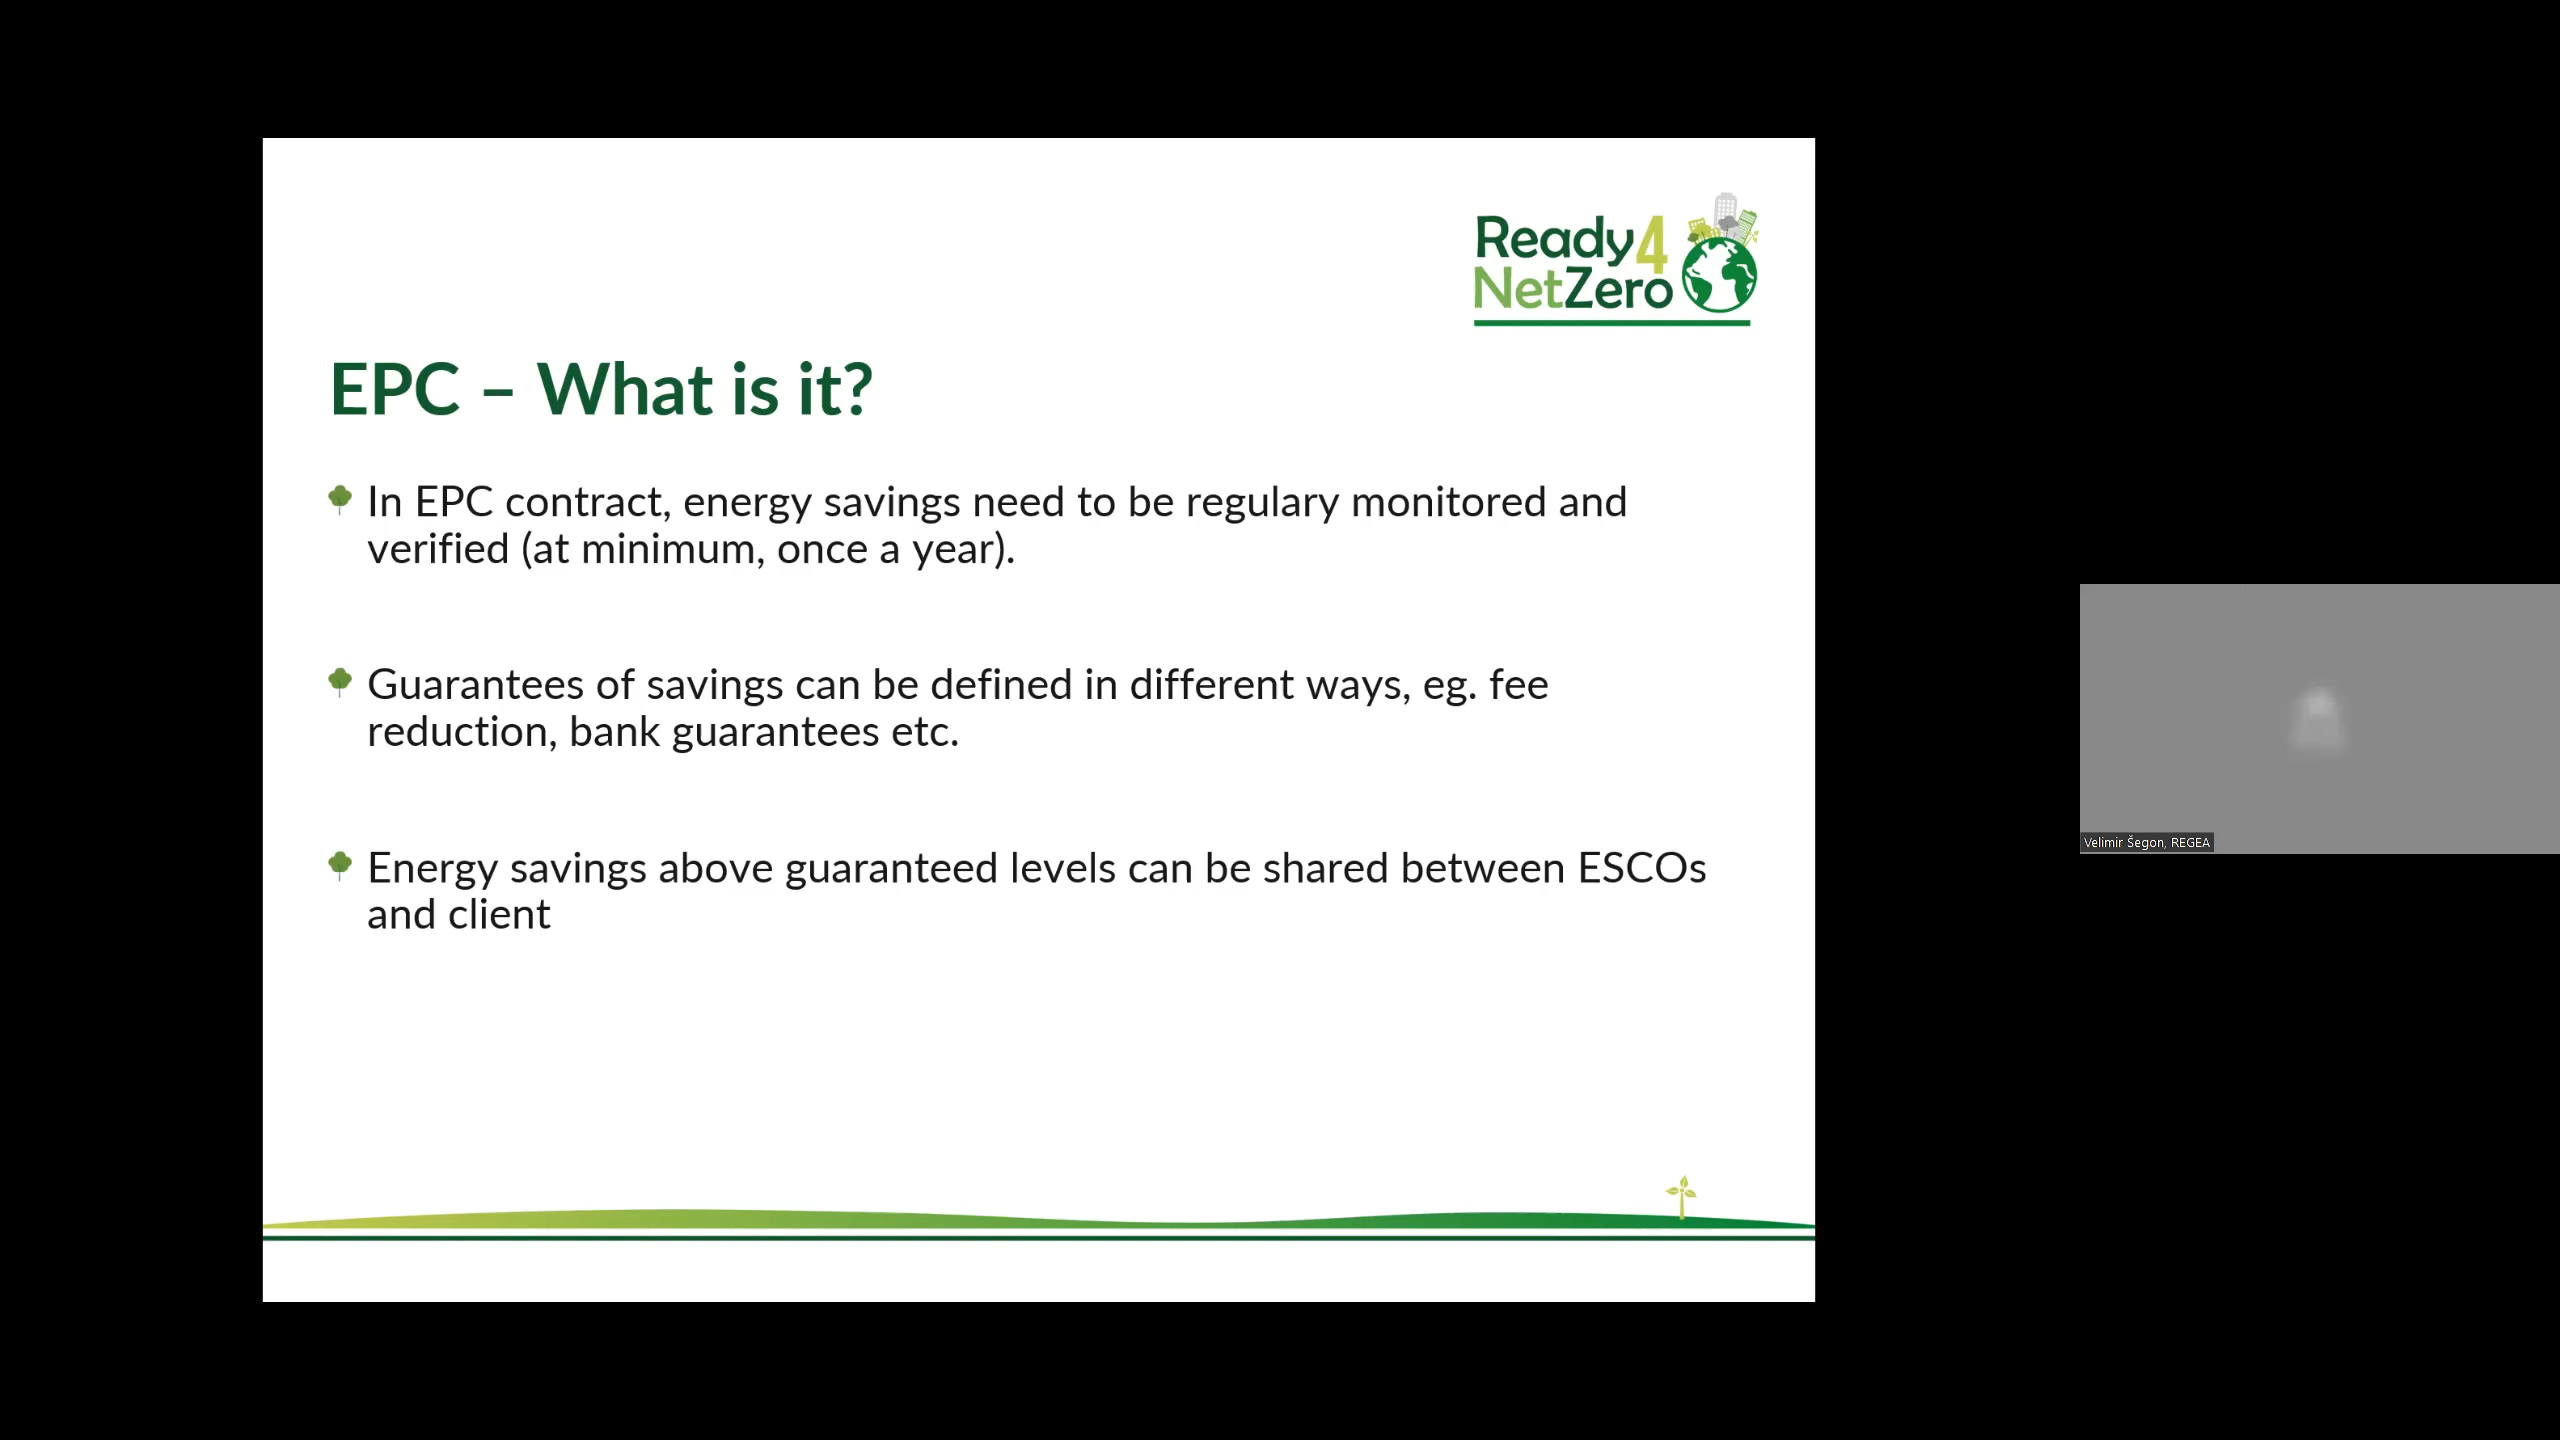 Ready4
NetZero
EPC – What is it?
In EPC contract, energy savings need to be regulary monitored and
verified (at minimum, once a year).
Guarantees of savings can be defined in different ways, eg. fee
reduction, bank guarantees etc.
Energy savings above guaranteed levels can be shared between ESCOs
and client
Velimir Šegon, REGEA